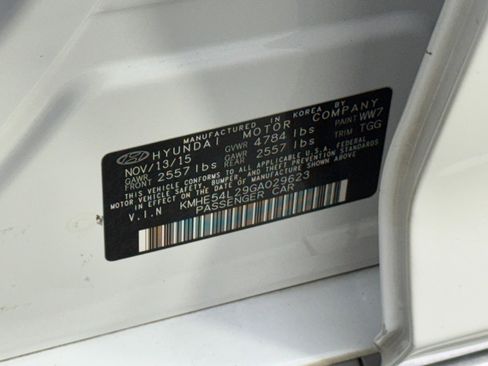 MANUFACTURED IN KOREA BY
HYUNDAI MOTOR COMPANY
NOV/13/15 GVWR 4784 lbs PAINT WW7
GAWR FRONT 2557 lbs GAWR REAR 2557 lbs TRIM TGG
THIS VEHICLE CONFORMS TO ALL APPLICABLE U.S.A. FEDERAL
MOTOR VEHICLE SAFETY, BUMPER, AND THEFT PREVENTION STANDARDS
IN EFFECT ON THE DATE OF MANUFACTURE SHOWN ABOVE.
V.I.N KMHE54L29GA029623
PASSENGER CAR